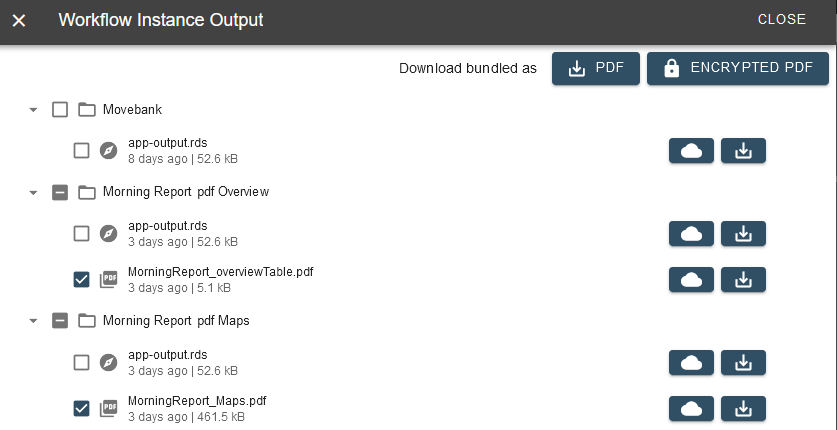 Workflow Instance Output
CLOSE
Download bundled as
PDF
ENCRYPTED PDF
Movebank
app-output.rds
8 days ago | 52.6 kB
Morning Report pdf Overview
app-output.rds
3 days ago | 52.6 kB
PDF
MorningReport_overviewTable.pdf
3 days ago | 5.1 kB
Morning Report pdf Maps
app-output.rds
3 days ago | 52.6 kB
PDF
MorningReport_Maps.pdf
3 days ago | 461.5 kB